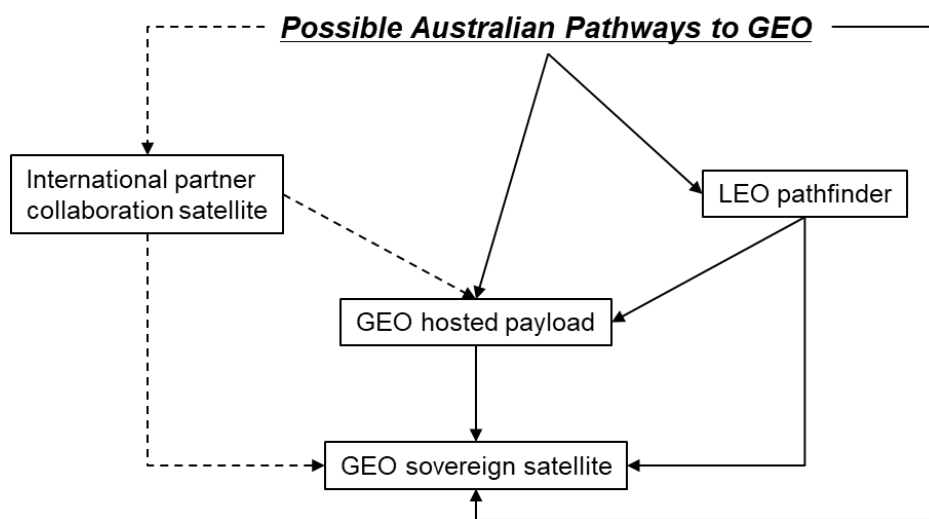 Possible Australian Pathways to GEO
International partner
collaboration satellite
LEO pathfinder
GEO hosted payload
GEO sovereign satellite